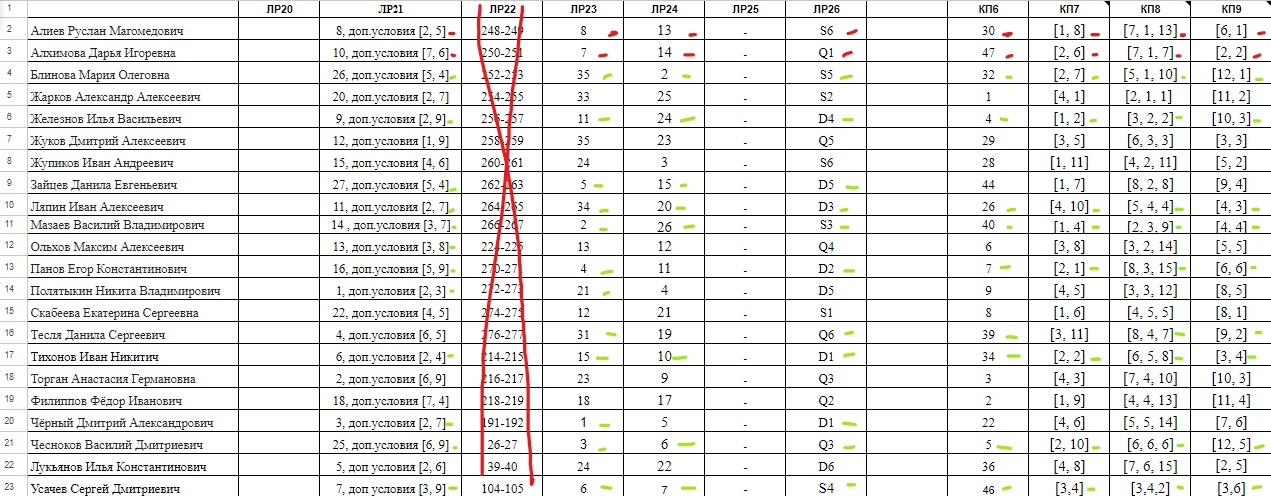 1 ЛР20 ЛР21 ЛР22 ЛР23 ЛР24 ЛР25 ЛР26 КП6 КП7 КП8 КП9
2 Алиев Руслан Магомедович 8, доп.условия [2, 5] 248-249 8 13 - S6 30 [1, 8] [7, 1, 13] [6, 1]
3 Алхимова Дарья Игоревна 10, доп.условия [7, 6] 250-251 7 14 - Q1 47 [2, 6] [7, 1, 7] [2, 2]
4 Блинова Мария Олеговна 26, доп.условия [5, 4] 252-253 35 2 - S5 32 [2, 7] [5, 1, 10] [12, 1]
5 Жарков Александр Алексеевич 20, доп.условия [2, 7] 254-255 33 25 - S2 1 [4, 1] [2, 1, 1] [11, 2]
6 Железнов Илья Васильевич 9, доп.условия [2, 9] 256-257 11 24 - D4 4 [1, 2] [3, 2, 2] [10, 3]
7 Жуков Дмитрий Алексеевич 12, доп.условия [1, 9] 258-259 35 23 - Q5 29 [3, 5] [6, 3, 3] [3, 3]
8 Жупиков Иван Андреевич 15, доп.условия [4, 6] 260-261 24 3 - S6 28 [1, 11] [4, 2, 11] [5, 2]
9 Зайцев Данила Евгеньевич 27, доп.условия [5, 4] 262-263 5 15 - D5 44 [1, 7] [8, 2, 8] [9, 4]
10 Ляпин Иван Алексеевич 11, доп.условия [2, 7] 264-265 34 20 - D3 26 [4, 10] [5, 4, 4] [4, 3]
11 Мазаев Василий Владимирович 14 , доп.условия [3, 7] 266-267 2 26 - S3 40 [1, 4] [2, 3, 9] [4, 4]
12 Ольхов Максим Алексеевич 13, доп.условия [3, 8] 224-225 13 12 - Q4 6 [3, 8] [3, 2, 14] [5, 5]
13 Панов Егор Константинович 16, доп.условия [5, 9] 270-271 4 11 - D2 7 [2, 1] [8, 3, 15] [6, 6]
14 Полятыкин Никита Владимирович 1, доп.условия [2, 3] 272-273 21 4 - D5 9 [4, 5] [3, 3, 12] [8, 5]
15 Скабеева Екатерина Сергеевна 22, доп.условия [4, 5] 274-275 12 21 - S1 8 [1, 6] [4, 5, 5] [8, 1]
16 Тесля Данила Сергеевич 4, доп.условия [6, 5] 276-277 31 19 - Q6 39 [3, 11] [8, 4, 7] [9, 2]
17 Тихонов Иван Никитич 6, доп.условия [2, 4] 214-215 15 10 - D1 34 [2, 2] [6, 5, 8] [3, 4]
18 Торган Анастасия Германовна 2, доп.условия [6, 9] 216-217 23 9 - Q3 3 [4, 3] [7, 4, 10] [10, 3]
19 Филиппов Фёдор Иванович 18, доп.условия [7, 4] 218-219 18 17 - Q2 2 [1, 9] [4, 4, 13] [11, 4]
20 Чёрный Дмитрий Александрович 3, доп.условия [2, 7] 191-192 1 5 - D1 22 [4, 6] [5, 5, 14] [7, 6]
21 Чесноков Василий Дмитриевич 25, доп.условия [6, 9] 26-27 3 6 - Q3 5 [2, 10] [6, 6, 6] [12, 5]
22 Лукьянов Илья Константинович 5, доп.условия [2, 6] 39-40 24 22 - D6 36 [4, 8] [7, 6, 15] [2, 5]
23 Усачев Сергей Дмитриевич 7, доп.условия [3, 9] 104-105 6 7 - S4 46 [3,4] [3,4,2] [3,6]